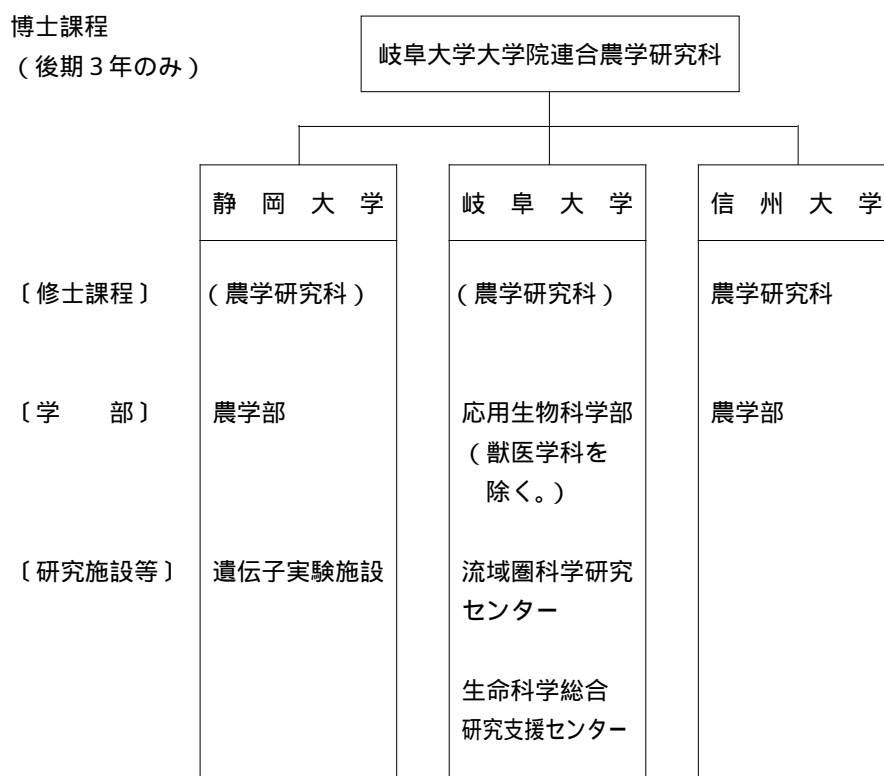 博士課程
(後期3年のみ)
岐阜大学大学院連合農学研究科
静岡大学 岐阜大学 信州大学
〔修士課程〕 (農学研究科) (農学研究科) 農学研究科
〔学　部〕 農学部 応用生物科学部 農学部
(獣医学科を
除く。)
〔研究施設等〕 遺伝子実験施設 流域圏科学研究
センター
生命科学総合
研究支援センター